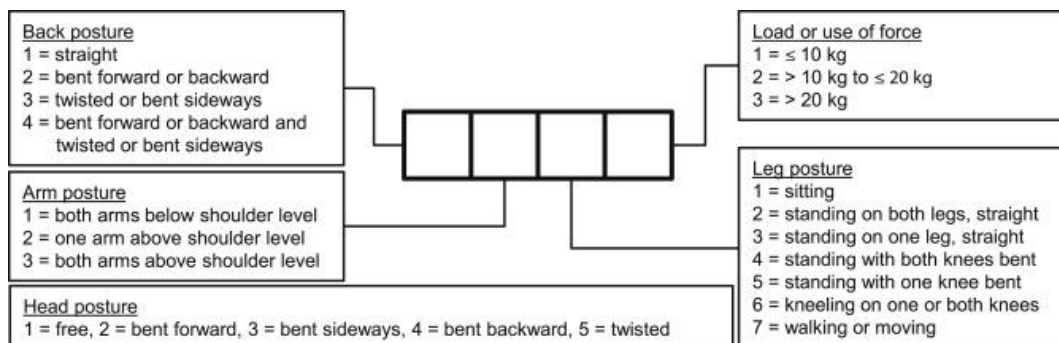 Back posture
1 = straight
2 = bent forward or backward
3 = twisted or bent sideways
4 = bent forward or backward and
twisted or bent sideways
Arm posture
1 = both arms below shoulder level
2 = one arm above shoulder level
3 = both arms above shoulder level
Head posture
1 = free, 2 = bent forward, 3 = bent sideways, 4 = bent backward, 5 = twisted
Load or use of force
1 = ≤ 10 kg
2 = > 10 kg to ≤ 20 kg
3 = > 20 kg
Leg posture
1 = sitting
2 = standing on both legs, straight
3 = standing on one leg, straight
4 = standing with both knees bent
5 = standing with one knee bent
6 = kneeling on one or both knees
7 = walking or moving